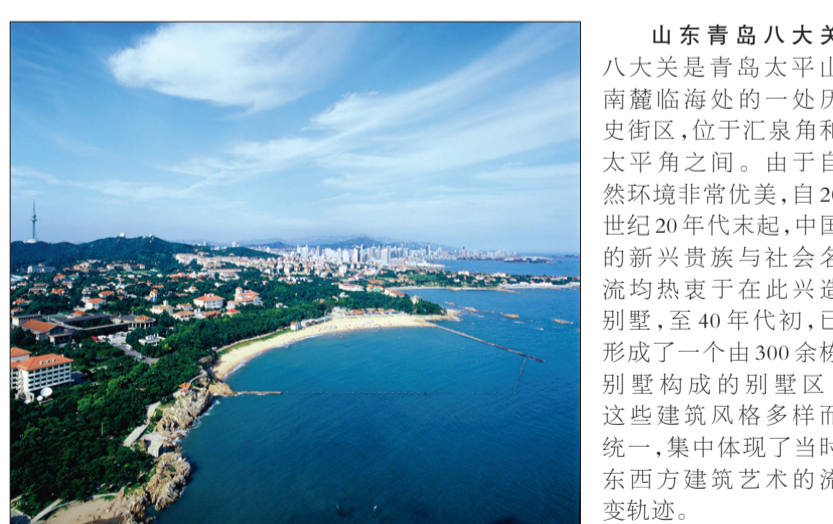 山东青岛八大关
八大关是青岛太平山
南麓临海处的一处历
史街区,位于汇泉角和
太平角之间。由于自
然环境非常优美,自20
世纪20年代末起,中国
的新兴贵族与社会名
流均热衷于在此兴造
别墅,至40年代初,已
形成了一个由300余栋
别墅构成的别墅区
这些建筑风格多样而
统一,集中体现了当时
东西方建筑艺术的流
变轨迹。